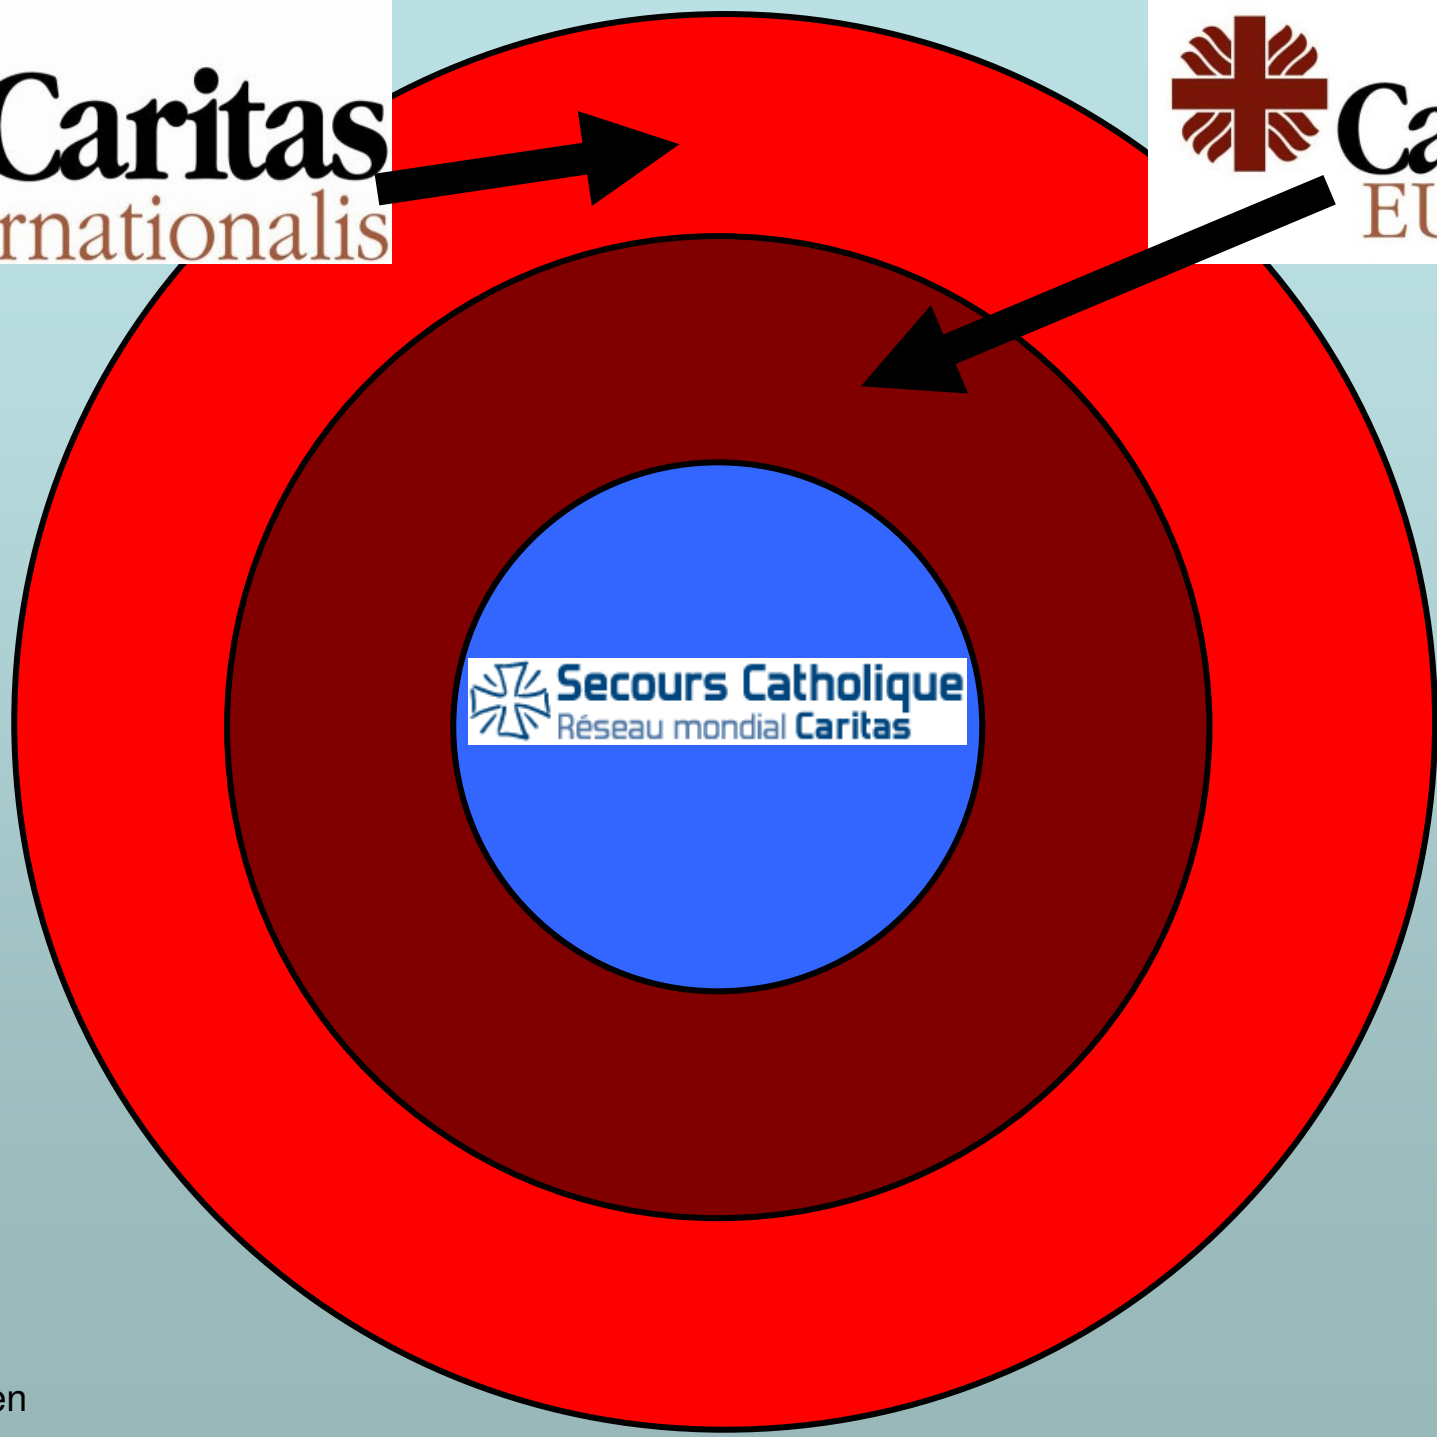 Caritas
rnationalis
Ca
EU
Secours Catholique
Réseau mondial Caritas
en